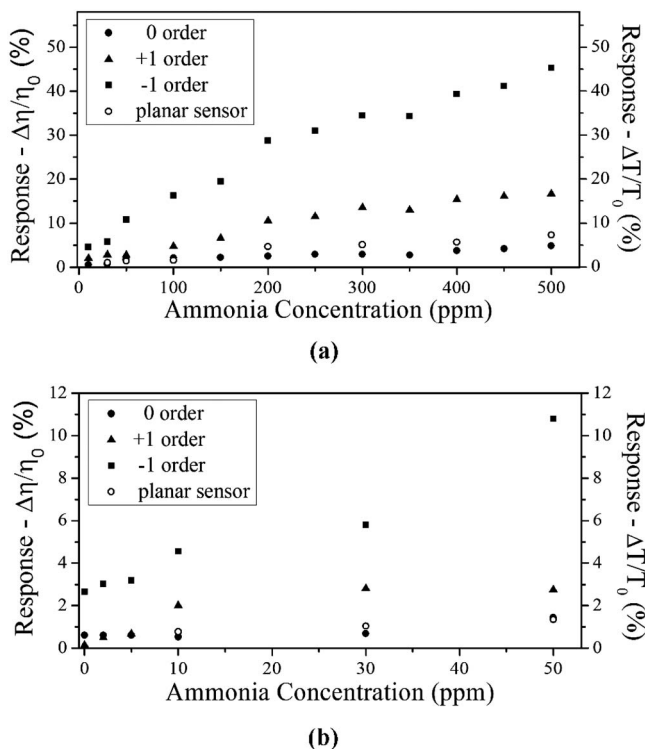 Response - Δη/η₀ (%)
50
40
30
20
10
0
0 order
+1 order
-1 order
planar sensor
50
40
30
20
10
0
Response - ΔT/T₀ (%)
0 100 200 300 400 500
Ammonia Concentration (ppm)
(a)
Response - Δη/η₀ (%)
12
10
8
6
4
2
0
0 order
+1 order
-1 order
planar sensor
12
10
8
6
4
2
0
Response - ΔT/T₀ (%)
0 10 20 30 40 50
Ammonia Concentration (ppm)
(b)